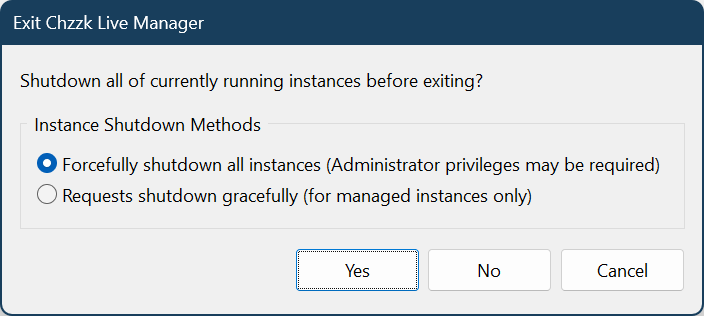 Exit Chzzk Live Manager
Shutdown all of currently running instances before exiting?
Instance Shutdown Methods
Forcefully shutdown all instances (Administrator privileges may be required)
Requests shutdown gracefully (for managed instances only)
Yes
No
Cancel